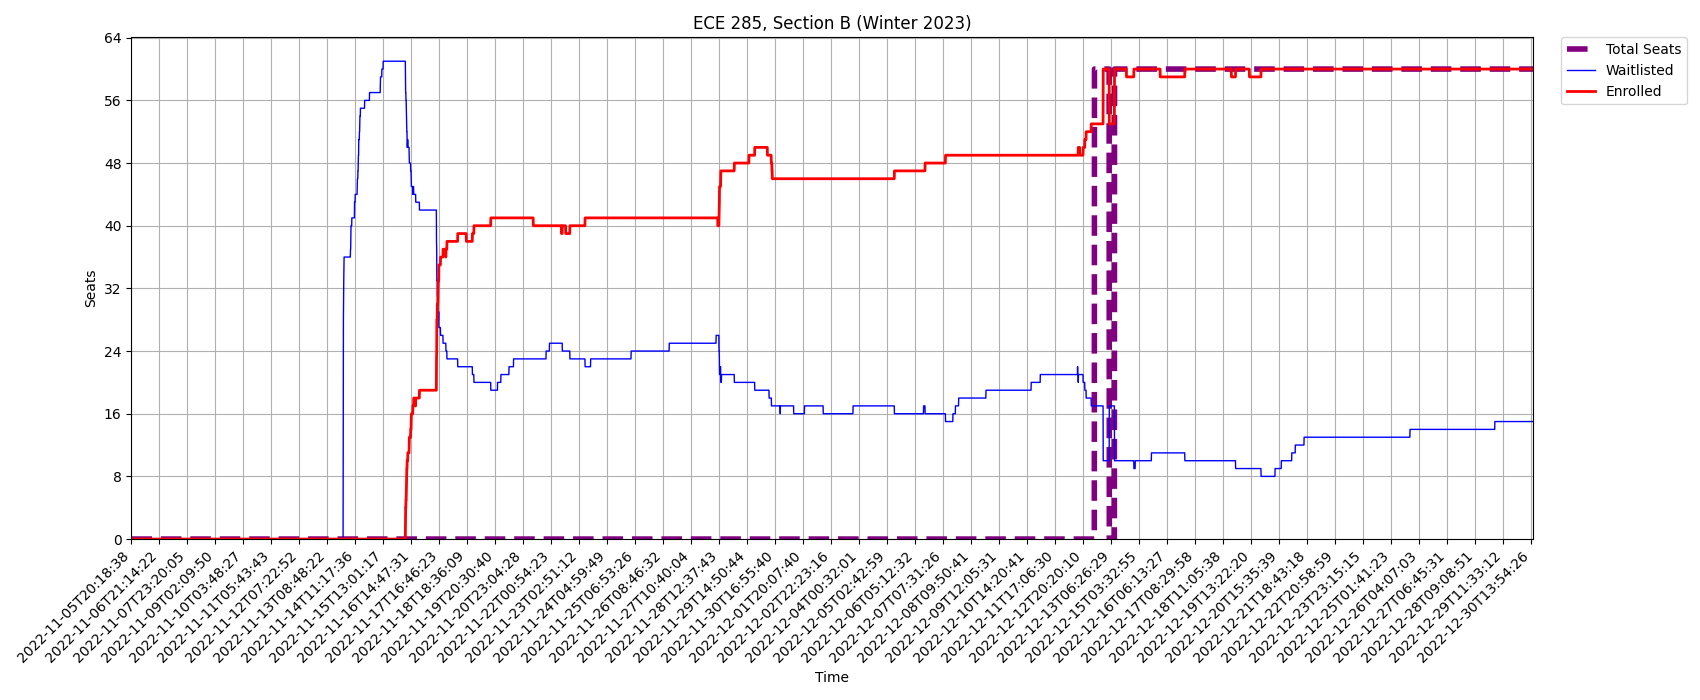 ECE 285, Section B (Winter 2023)
Total Seats
Waitlisted
Enrolled
64
56
48
40
32
24
16
8
0
Seats
2022-11-05T20:18:38
2022-11-06T21:14:22
2022-11-07T23:20:05
2022-11-09T02:09:50
2022-11-10T03:48:27
2022-11-11T05:43:43
2022-11-12T07:22:52
2022-11-13T08:48:22
2022-11-14T11:17:36
2022-11-15T13:01:17
2022-11-16T14:47:31
2022-11-17T16:46:23
2022-11-18T18:36:09
2022-11-19T20:30:40
2022-11-20T23:04:28
2022-11-22T00:54:23
2022-11-23T02:51:12
2022-11-24T04:59:49
2022-11-25T06:53:26
2022-11-26T08:46:32
2022-11-27T10:40:04
2022-11-28T12:37:43
2022-11-29T14:50:44
2022-11-30T16:55:40
2022-12-01T20:07:40
2022-12-02T22:23:16
2022-12-04T00:32:01
2022-12-05T02:42:59
2022-12-06T05:12:32
2022-12-07T07:31:26
2022-12-08T09:50:41
2022-12-09T12:05:31
2022-12-10T14:20:41
2022-12-11T17:06:30
2022-12-12T20:20:10
2022-12-13T06:26:29
2022-12-15T03:32:55
2022-12-16T06:13:27
2022-12-17T08:29:58
2022-12-18T11:05:38
2022-12-19T13:22:20
2022-12-20T15:35:39
2022-12-21T18:43:18
2022-12-22T20:58:59
2022-12-23T23:15:15
2022-12-25T01:41:23
2022-12-26T04:07:03
2022-12-27T06:45:31
2022-12-28T09:08:51
2022-12-29T11:33:12
2022-12-30T13:54:26
Time